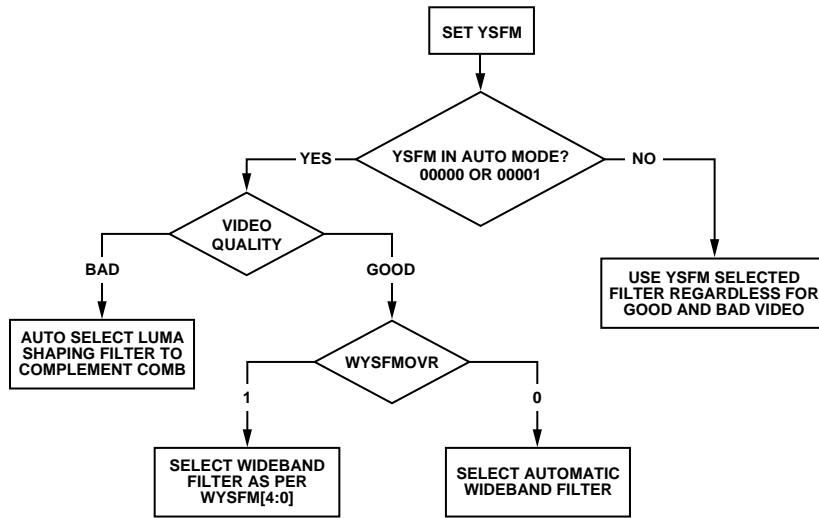 SET YSFM
YSFM IN AUTO MODE?
00000 OR 00001
YES
NO
VIDEO
QUALITY
BAD
GOOD
USE YSFM SELECTED
FILTER REGARDLESS FOR
GOOD AND BAD VIDEO
AUTO SELECT LUMA
SHAPING FILTER TO
COMPLEMENT COMB
WYSFMOVR
1
0
SELECT WIDEBAND
FILTER AS PER
WYSFM[4:0]
SELECT AUTOMATIC
WIDEBAND FILTER